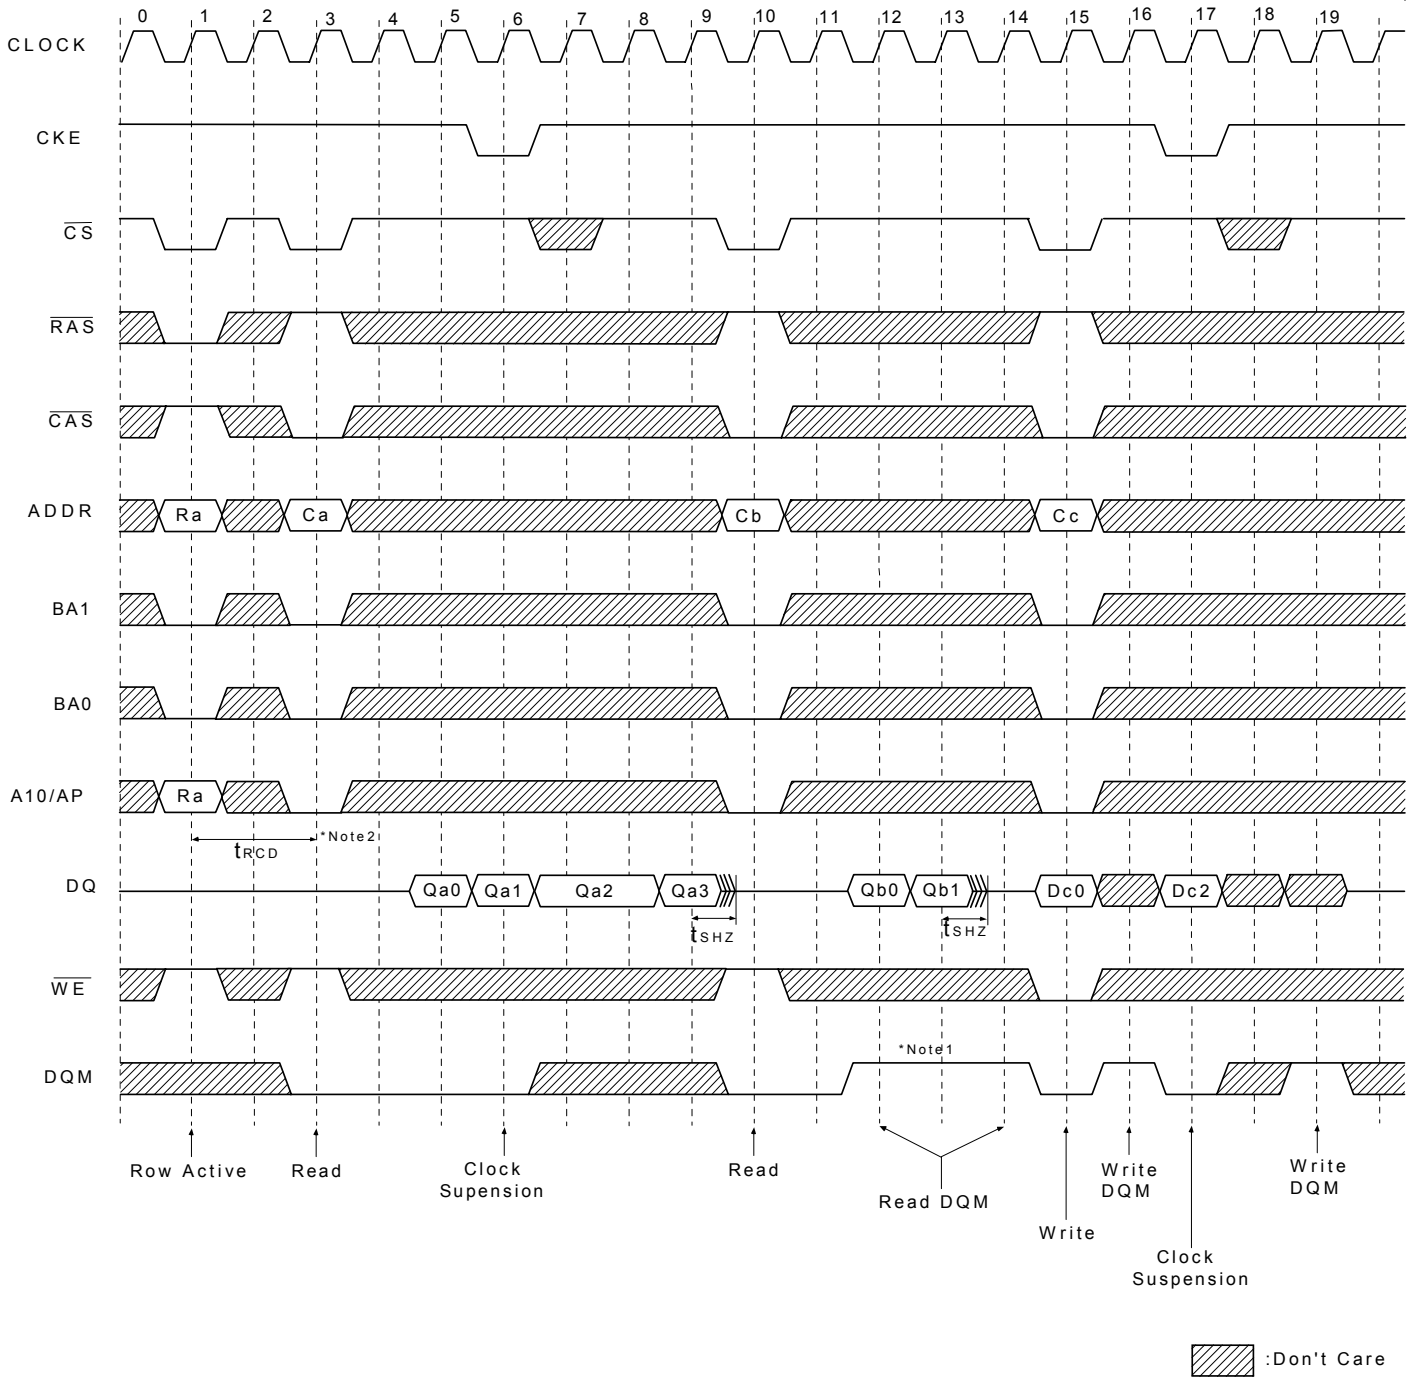 0 1 2 3 4 5 6 7 8 9 10 11 12 13 14 15 16 17 18 19
CLOCK
CKE
CS
RAS
CAS
ADDR Ra Ca Cb Cc
BA1
BA0
A10/AP Ra
tRCD *Note2
DQ Qa0 Qa1 Qa2 Qa3 Qb0 Qb1 Dc0 Dc2
tSHZ tSHZ
WE
*Note1
DQM
Row Active Read Clock Supension Read Read DQM Write Write DQM Clock Suspension Write DQM
:Don't Care